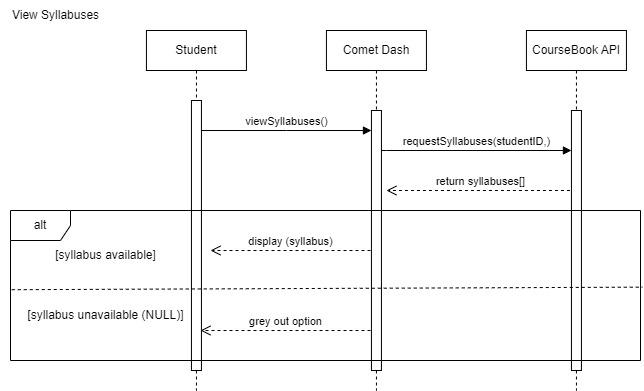 View Syllabuses
Student
Comet Dash
CourseBook API
viewSyllabuses()
requestSyllabuses(studentID,)
return syllabuses[]
alt
display (syllabus)
[syllabus available]
[syllabus unavailable (NULL)]
grey out option